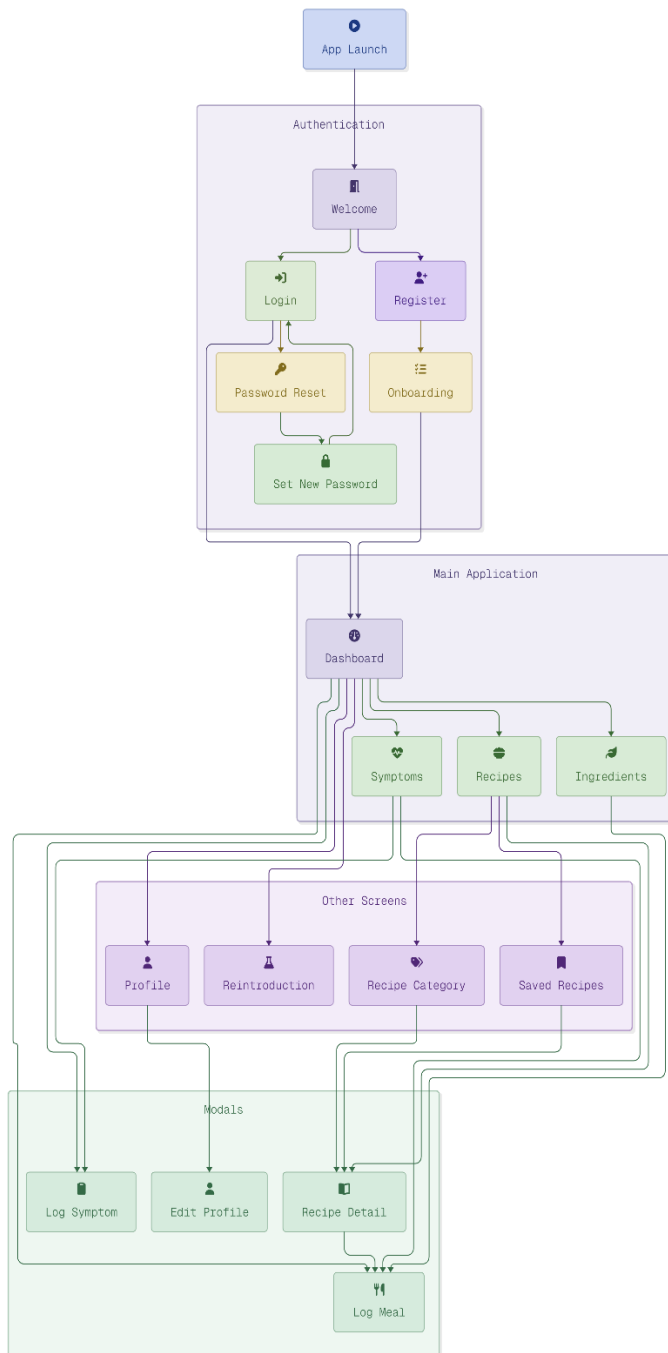 App Launch
Authentication
Welcome
Login
Register
Password Reset
Onboarding
Set New Password
Main Application
Dashboard
Symptoms
Recipes
Ingredients
Other Screens
Profile
Reintroduction
Recipe Category
Saved Recipes
Modals
Log Symptom
Edit Profile
Recipe Detail
Log Meal